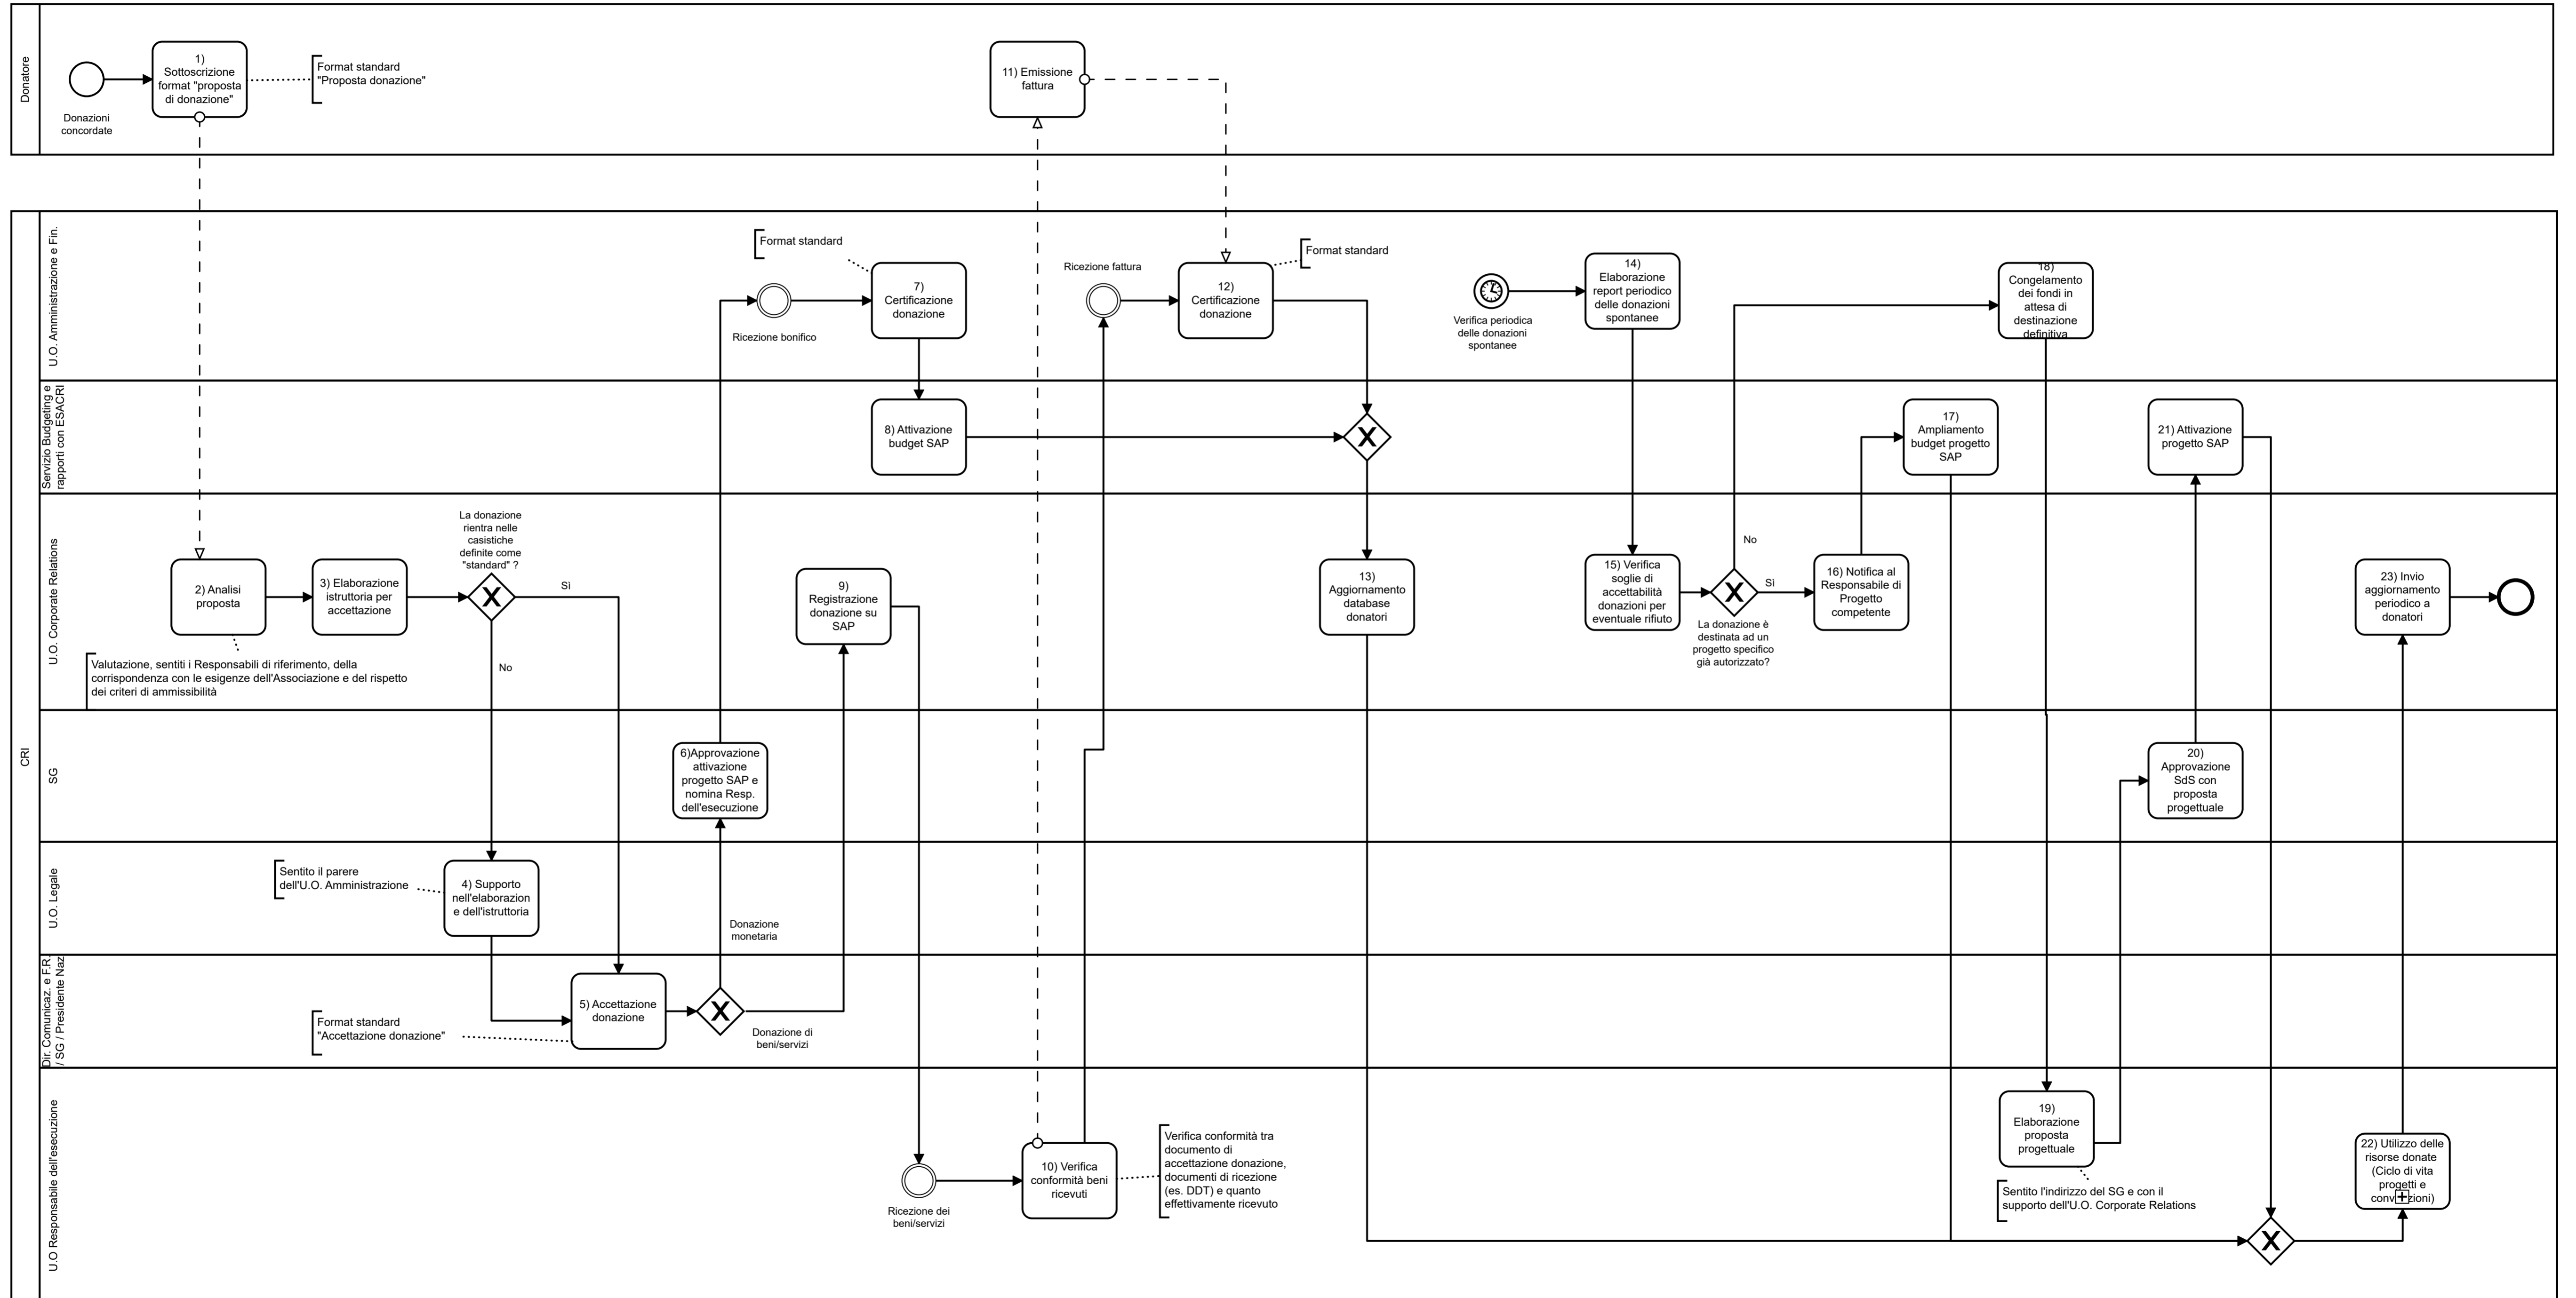 Donatore
Donazioni
concordate
1)
Sottoscrizione
format "proposta
di donazione"
Format standard
"Proposta donazione"
11) Emissione
fattura
CRI
U.O. Amministrazione e Fin.
Format standard
Ricezione bonifico
7)
Certificazione
donazione
Ricezione fattura
12)
Certificazione
donazione
Format standard
Verifica periodica
delle donazioni
spontanee
14)
Elaborazione
report periodico
delle donazioni
spontanee
18)
Congelamento
dei fondi in
attesa di
destinazione
definitiva
Servizio Budgeting e
rapporti con ESACRI
8) Attivazione
budget SAP
17)
Ampliamento
budget progetto
SAP
21) Attivazione
progetto SAP
U.O. Corporate Relations
2) Analisi
proposta
Valutazione, sentiti i Responsabili di riferimento, della
corrispondenza con le esigenze dell'Associazione e del rispetto
dei criteri di ammissibilità
3) Elaborazione
istruttoria per
accettazione
La donazione
rientra nelle
casistiche
definite come
"standard" ?
Sì
No
9)
Registrazione
donazione su
SAP
13)
Aggiornamento
database
donatori
15) Verifica
soglie di
accettabilità
donazioni per
eventuale rifiuto
No
Sì
La donazione è
destinata ad un
progetto specifico
già autorizzato?
16) Notifica al
Responsabile di
Progetto
competente
23) Invio
aggiornamento
periodico a
donatori
SG
6)Approvazione
attivazione
progetto SAP e
nomina Resp.
dell'esecuzione
20)
Approvazione
SdS con
proposta
progettuale
U.O. Legale
Sentito il parere
dell'U.O. Amministrazione
4) Supporto
nell'elaborazion
e dell'istruttoria
Donazione
monetaria
Dir. Comunicaz. e F.R.
/ SG / Presidente Naz
Format standard
"Accettazione donazione"
5) Accettazione
donazione
Donazione di
beni/servizi
U.O Responsabile dell'esecuzione
Ricezione dei
beni/servizi
10) Verifica
conformità beni
ricevuti
Verifica conformità tra
documento di
accettazione donazione,
documenti di ricezione
(es. DDT) e quanto
effettivamente ricevuto
19)
Elaborazione
proposta
progettuale
Sentito l'indirizzo del SG e con il
supporto dell'U.O. Corporate Relations
22) Utilizzo delle
risorse donate
(Ciclo di vita
progetti e